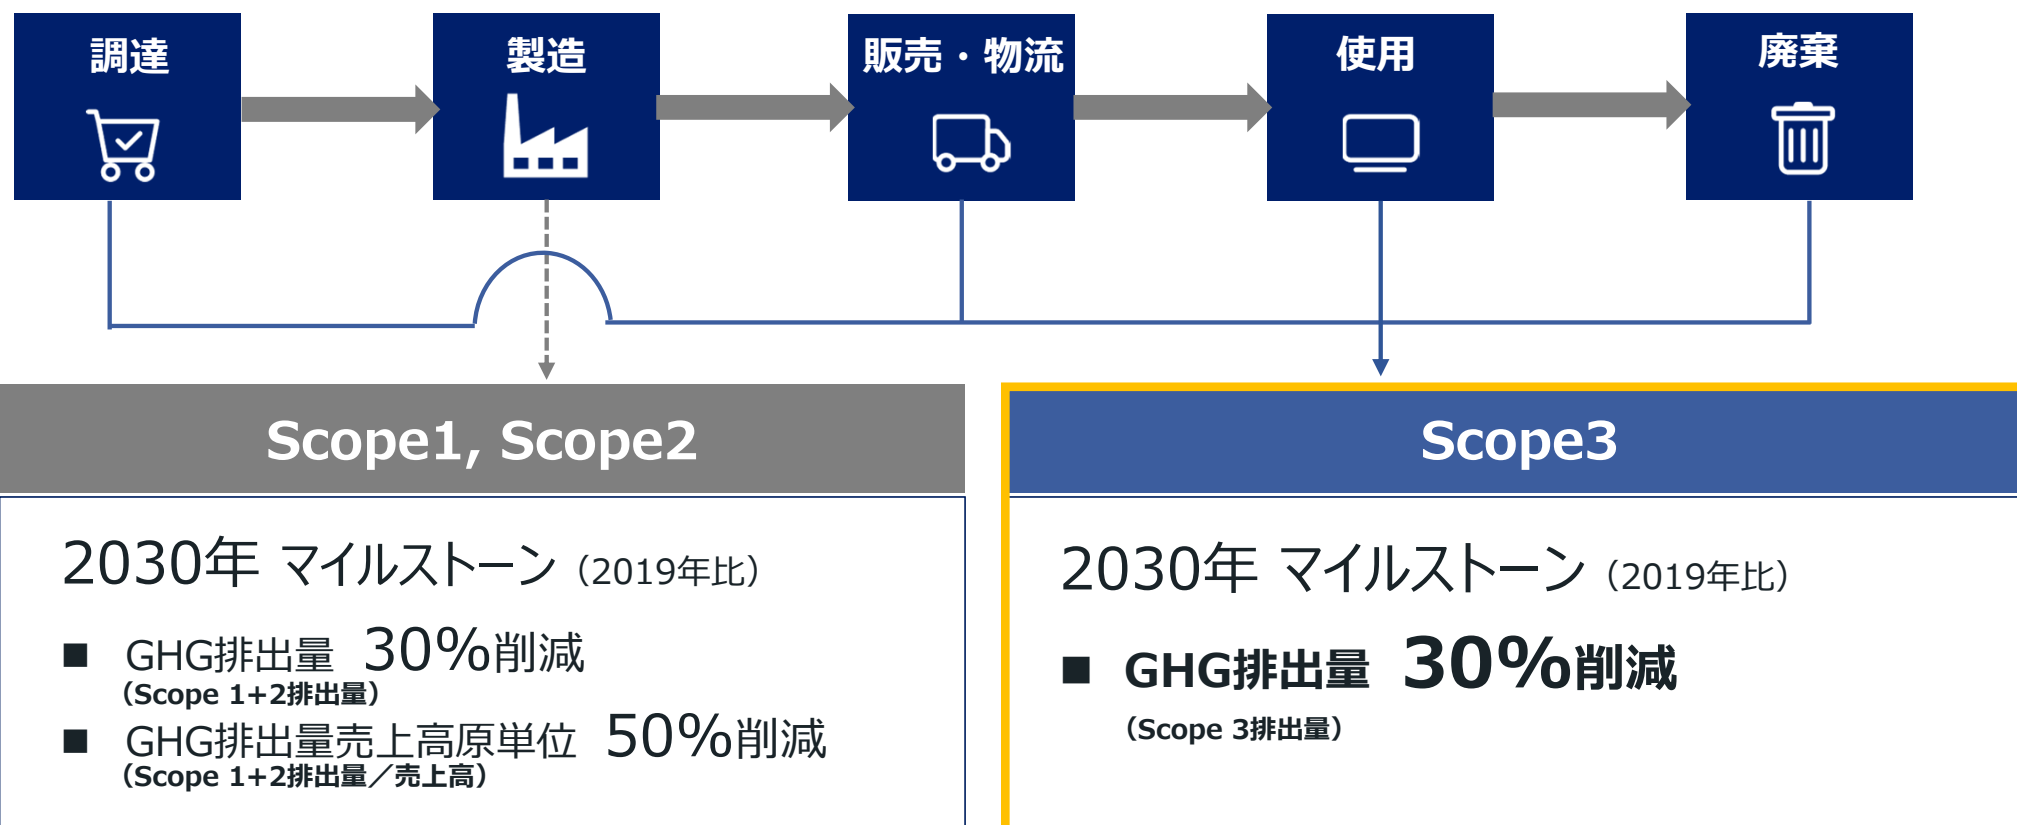 調達
製造
販売・物流
使用
廃棄
Scope1, Scope2
2030年 マイルストーン（2019年比）
■ GHG排出量 30%削減
（Scope 1+2排出量）
■ GHG排出量売上高原単位 50%削減
（Scope 1+2排出量／売上高）
Scope3
2030年 マイルストーン（2019年比）
■ GHG排出量 30%削減
（Scope 3排出量）